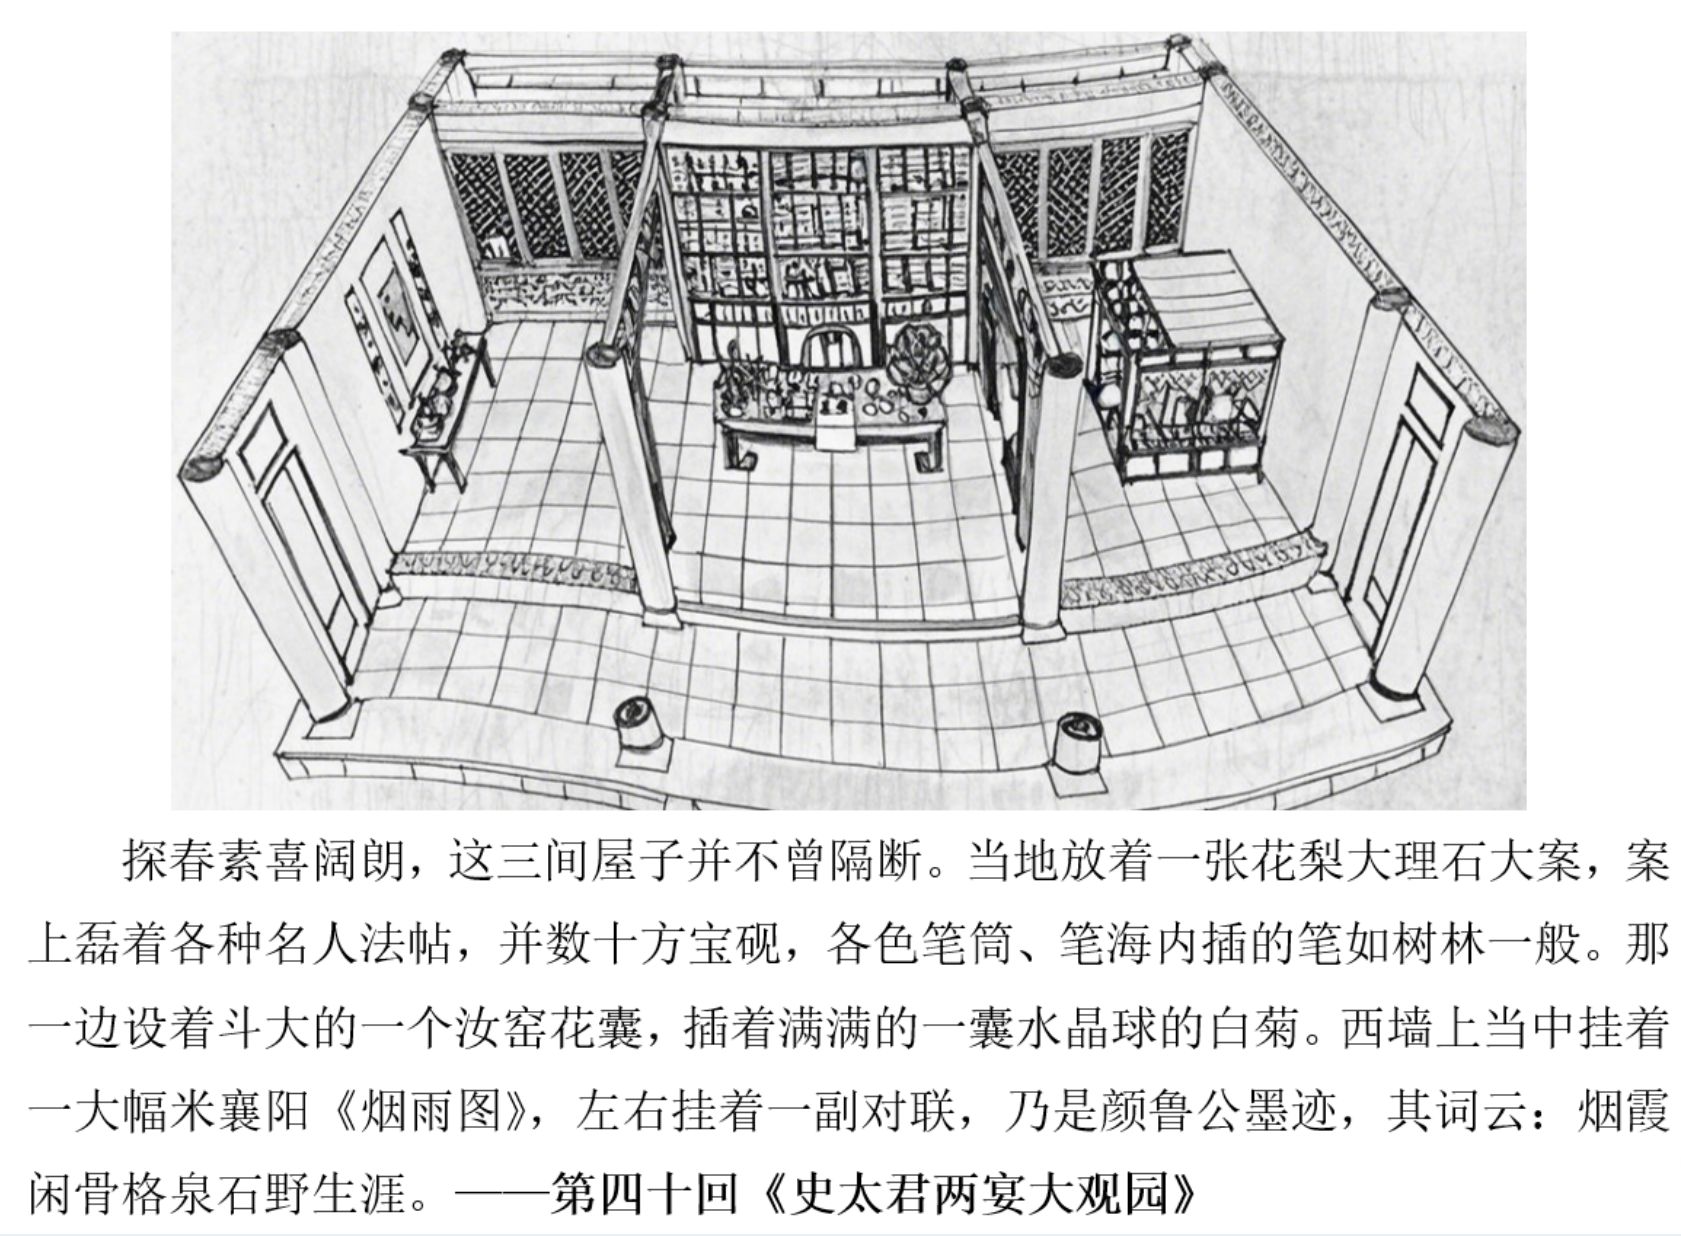 探春素喜阔朗，这三间屋子并不曾隔断。当地放着一张花梨大理石大案，案
上磊着各种名人法帖，并数十方宝砚，各色笔筒、笔海内插的笔如树林一般。那
一边设着斗大的一个汝窑花囊，插着满满的一囊水晶球的白菊。西墙上当中挂着
一大幅米襄阳《烟雨图》，左右挂着一副对联，乃是颜鲁公墨迹，其词云：烟霞
闲骨格泉石野生涯。——第四十回《史太君两宴大观园》